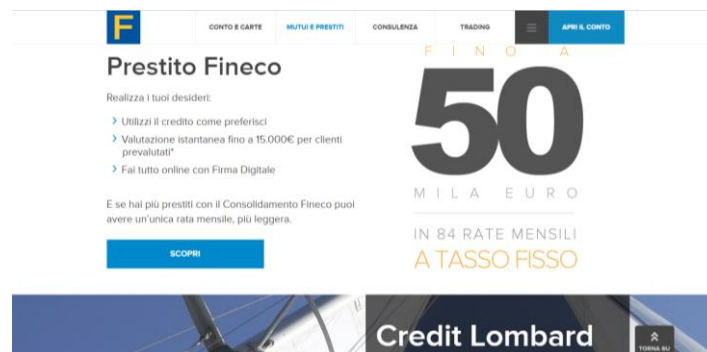 F
CONTO E CARTE
MUTUI E PRESTITI
CONSULENZA
TRADING
APRI IL CONTO
Prestito Fineco
Realizza i tuoi desideri:
Utilizzi il credito come preferisci
Valutazione istantanea fino a 15.000€ per clienti
prevalutati*
Fai tutto online con Firma Digitale
E se hai più prestiti con il Consolidamento Fineco puoi
avere un'unica rata mensile, più leggera.
SCOPRI
FINO A
50
MILA EURO
IN 84 RATE MENSILI
A TASSO FISSO
Credit Lombard
TORNA SU